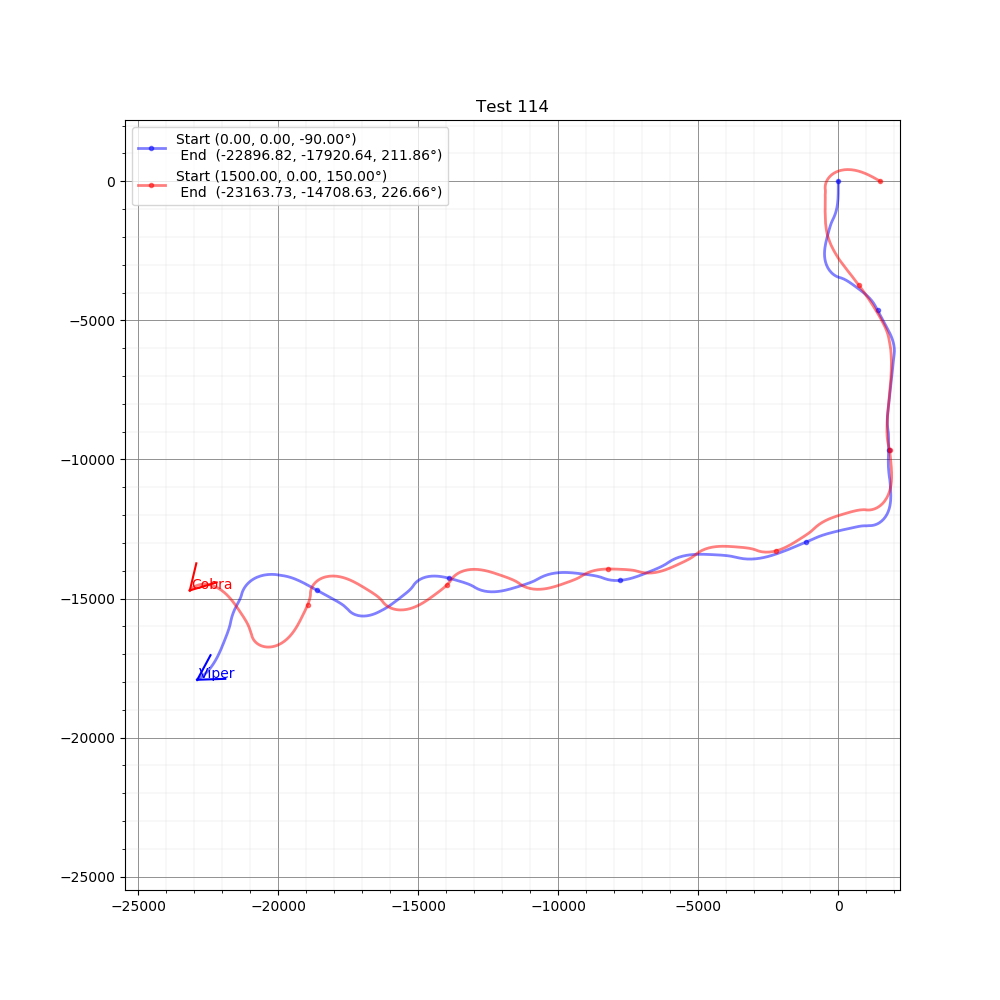 Test 114
Start (0.00, 0.00, -90.00°)
End (-22896.82, -17920.64, 211.86°)
Start (1500.00, 0.00, 150.00°)
End (-23163.73, -14708.63, 226.66°)
0
−5000
−10000
−15000
−20000
−25000
Cobra
Viper
−25000 −20000 −15000 −10000 −5000 0